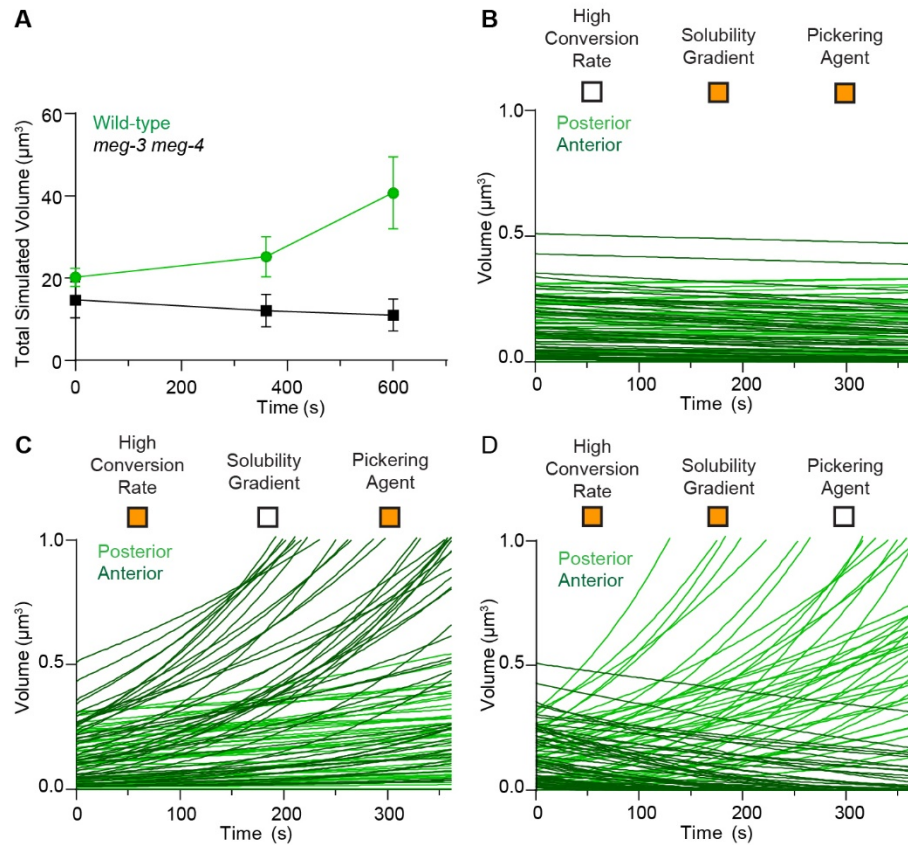 A
Total Simulated Volume (µm³)
60
40
20
0
Wild-type
meg-3 meg-4
0
200
400
600
Time (s)
B
High
Conversion
Rate
Solubility
Gradient
Pickering
Agent
Volume (µm³)
1.0
0.5
0.0
Posterior
Anterior
0
100
200
300
Time (s)
C
High
Conversion
Rate
Solubility
Gradient
Pickering
Agent
Volume (µm³)
1.0
0.5
0.0
Posterior
Anterior
0
100
200
300
Time (s)
D
High
Conversion
Rate
Solubility
Gradient
Pickering
Agent
Volume (µm³)
1.0
0.5
0.0
Posterior
Anterior
0
100
200
300
Time (s)